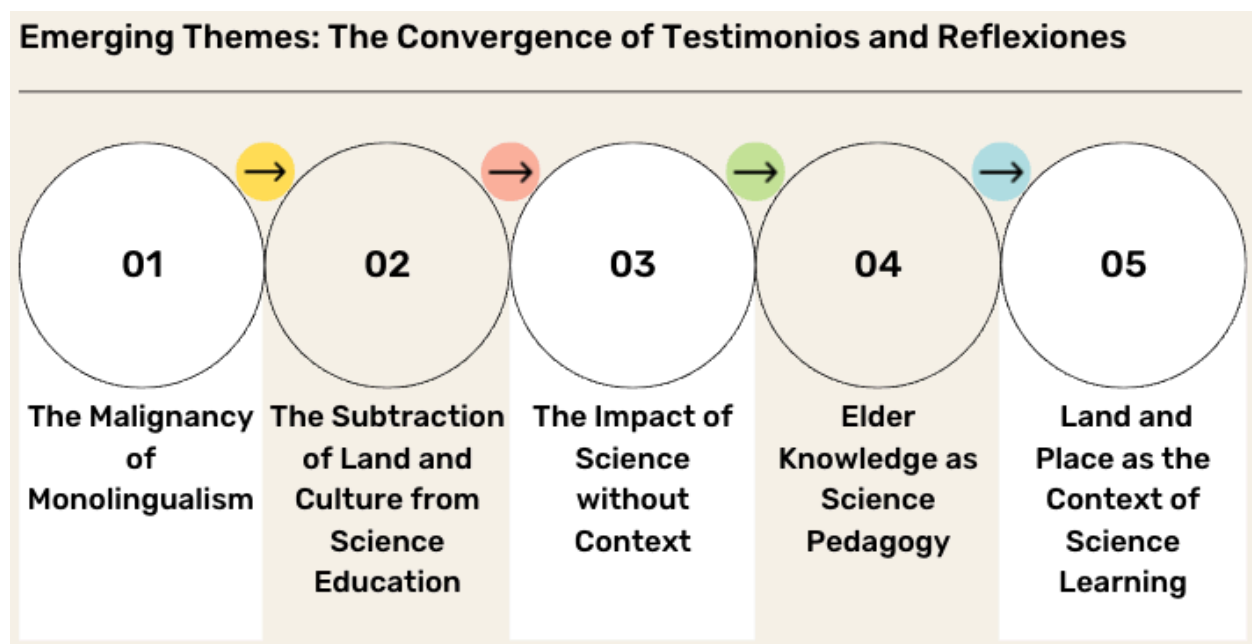 Emerging Themes: The Convergence of Testimonios and Reflexiones
01
The Malignancy
of
Monolingualism
02
The Subtraction
of Land and
Culture from
Science
Education
03
The Impact of
Science
without
Context
04
Elder
Knowledge as
Science
Pedagogy
05
Land and
Place as the
Context of
Science
Learning